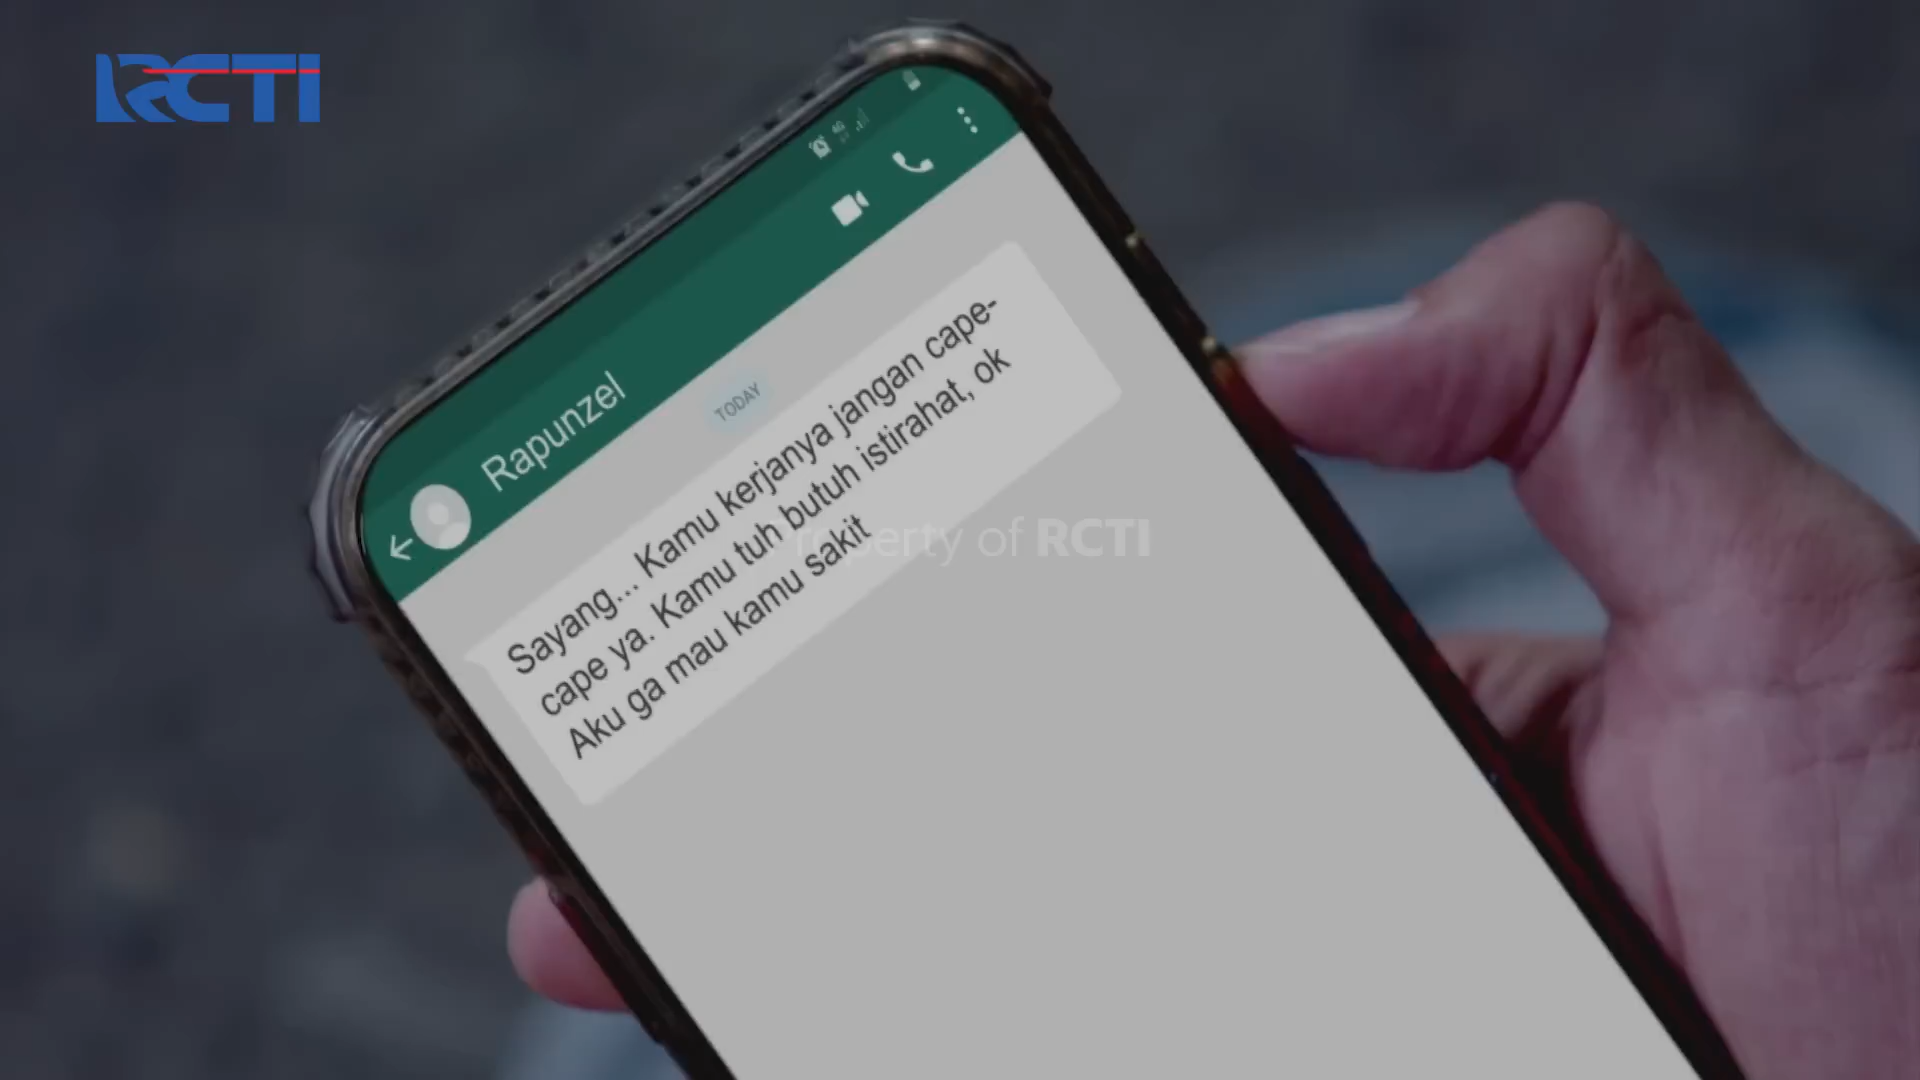 RCTI
4G
Rapunzel
TODAY
Sayang... Kamu kerjanya jangan cape-
cape ya. Kamu tuh butuh istirahat, ok
Aku ga mau kamu sakit
Property of RCTI